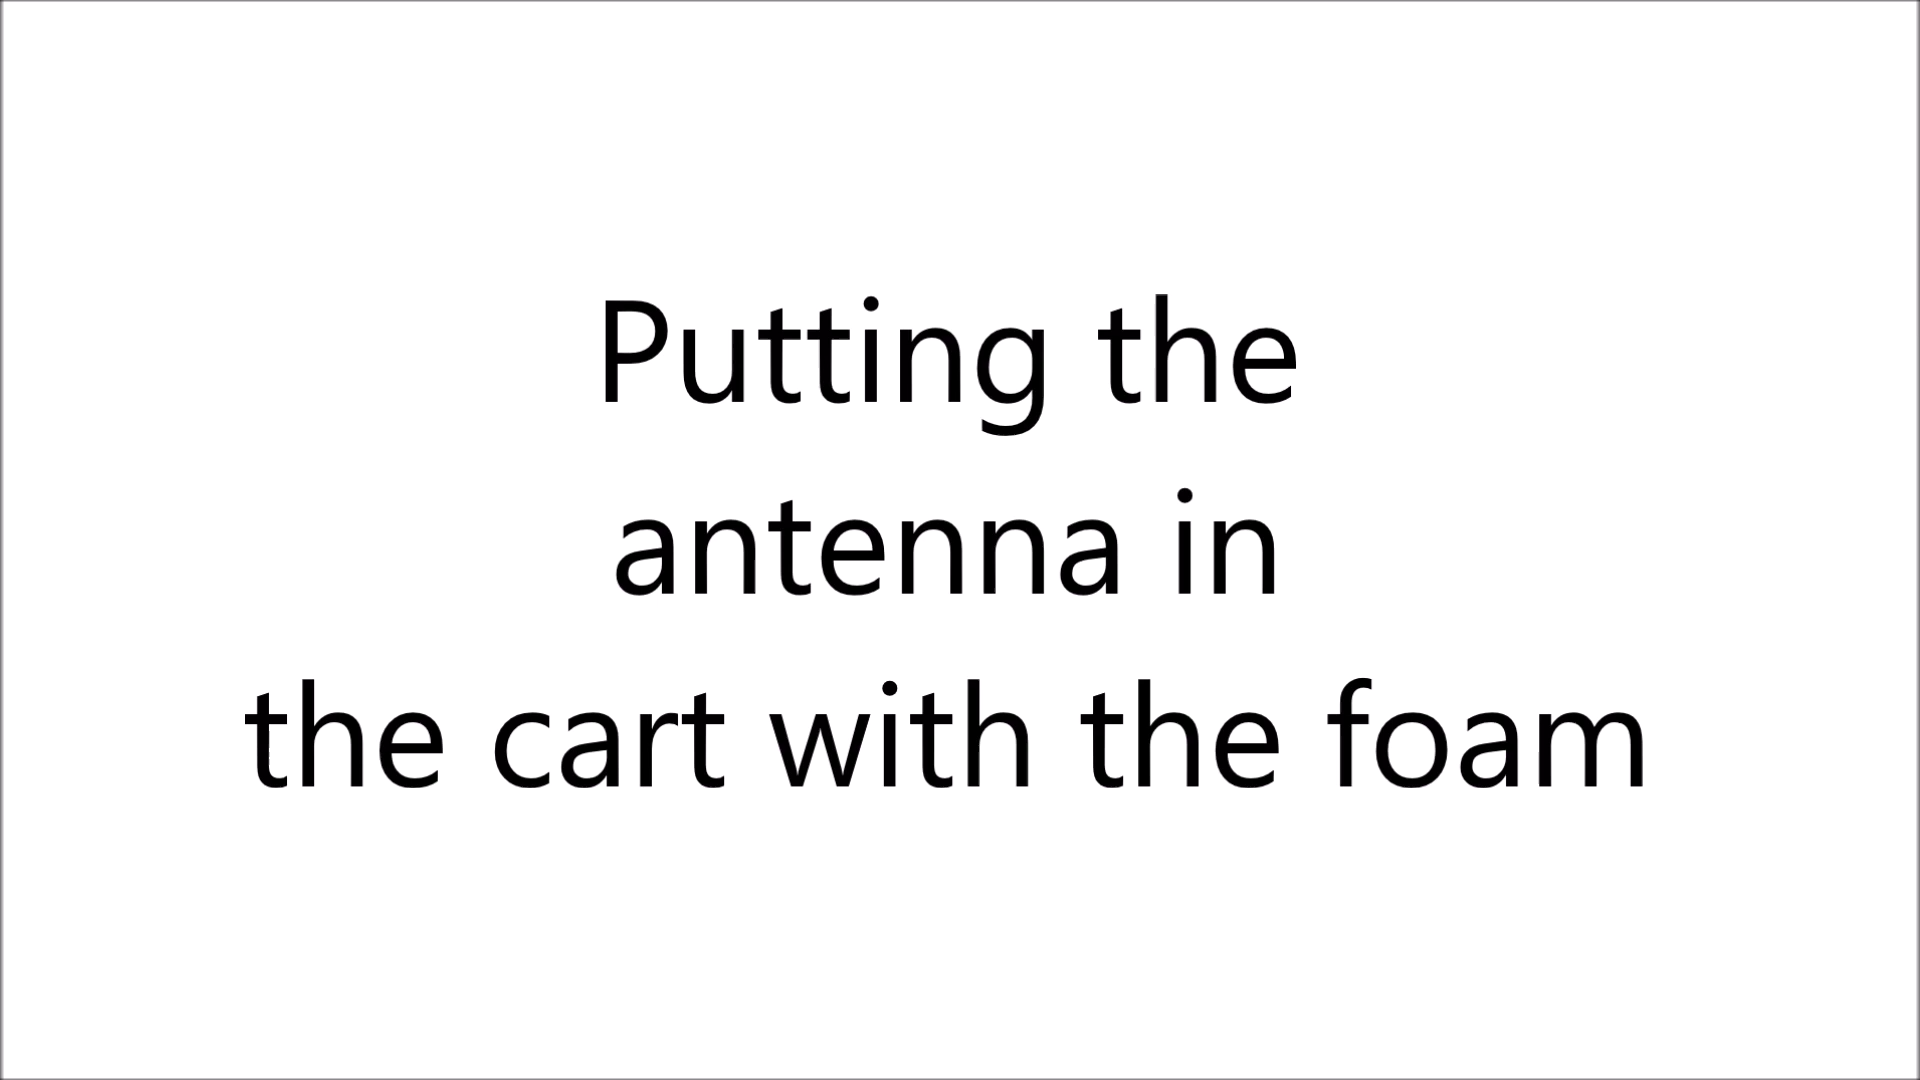 Putting the
antenna in
the cart with the foam